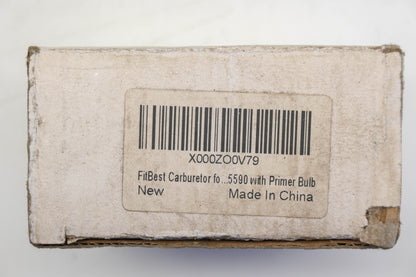 X000ZO0V79
FitBest Carburetor fo...5590 with Primer Bulb
New Made In China